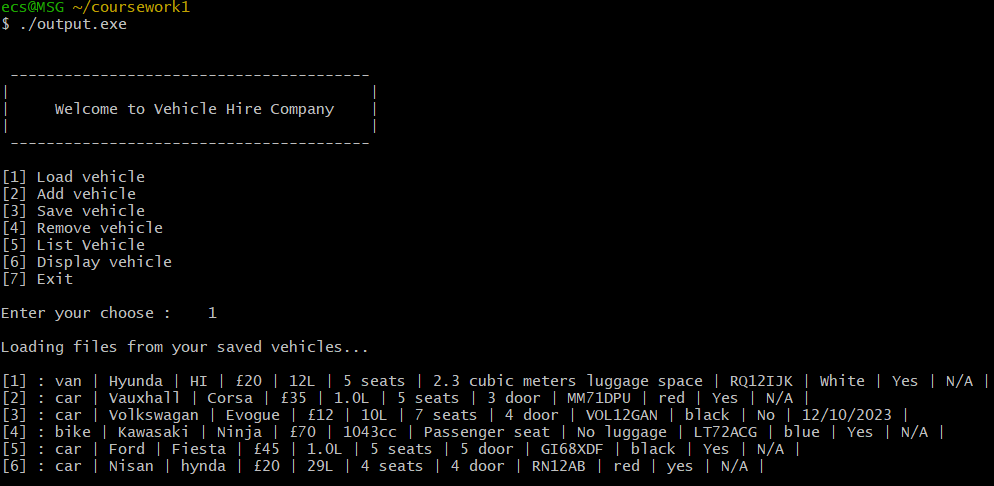 ecs@MSG ~/coursework1
$ ./output.exe
----------------------------------------
|                                        |
|     Welcome to Vehicle Hire Company    |
|                                        |
----------------------------------------
[1] Load vehicle
[2] Add vehicle
[3] Save vehicle
[4] Remove vehicle
[5] List Vehicle
[6] Display vehicle
[7] Exit
Enter your choose :    1
Loading files from your saved vehicles...
[1] : van | Hyunda | HI | £20 | 12L | 5 seats | 2.3 cubic meters luggage space | RQ12IJK | White | Yes | N/A |
[2] : car | Vauxhall | Corsa | £35 | 1.0L | 5 seats | 3 door | MM71DPU | red | Yes | N/A |
[3] : car | Volkswagan | Evogue | £12 | 10L | 7 seats | 4 door | VOL12GAN | black | No | 12/10/2023 |
[4] : bike | Kawasaki | Ninja | £70 | 1043cc | Passenger seat | No luggage | LT72ACG | blue | Yes | N/A |
[5] : car | Ford | Fiesta | £45 | 1.0L | 5 seats | 5 door | GI68XDF | black | Yes | N/A |
[6] : car | Nisan | hynda | £20 | 29L | 4 seats | 4 door | RN12AB | red | yes | N/A |